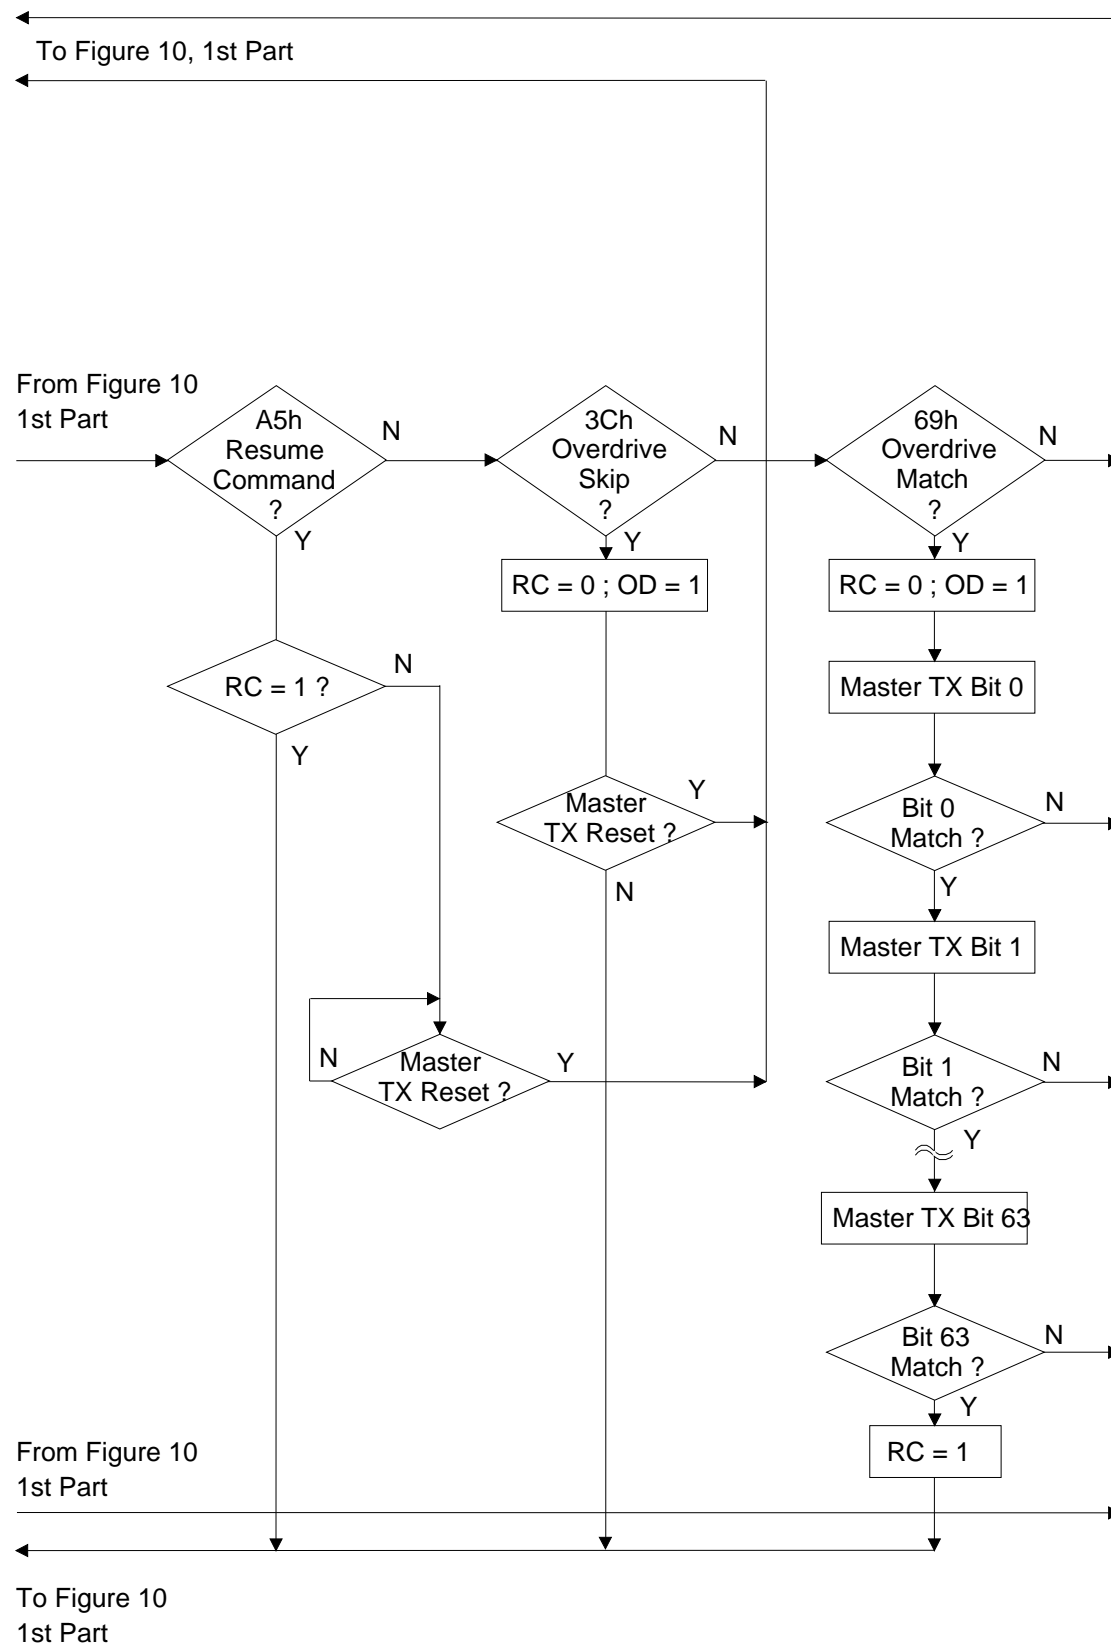 To Figure 10, 1st Part
From Figure 10
1st Part
A5h
Resume
Command
?
N
Y
3Ch
Overdrive
Skip
?
N
Y
69h
Overdrive
Match
?
N
Y
RC = 0 ; OD = 1
RC = 0 ; OD = 1
RC = 1 ?
N
Y
Master TX Bit 0
Master
TX Reset ?
Y
N
Bit 0
Match ?
N
Y
Master TX Bit 1
Master
TX Reset ?
N
Y
Bit 1
Match ?
N
Y
Master TX Bit 63
Bit 63
Match ?
N
Y
RC = 1
From Figure 10
1st Part
To Figure 10
1st Part